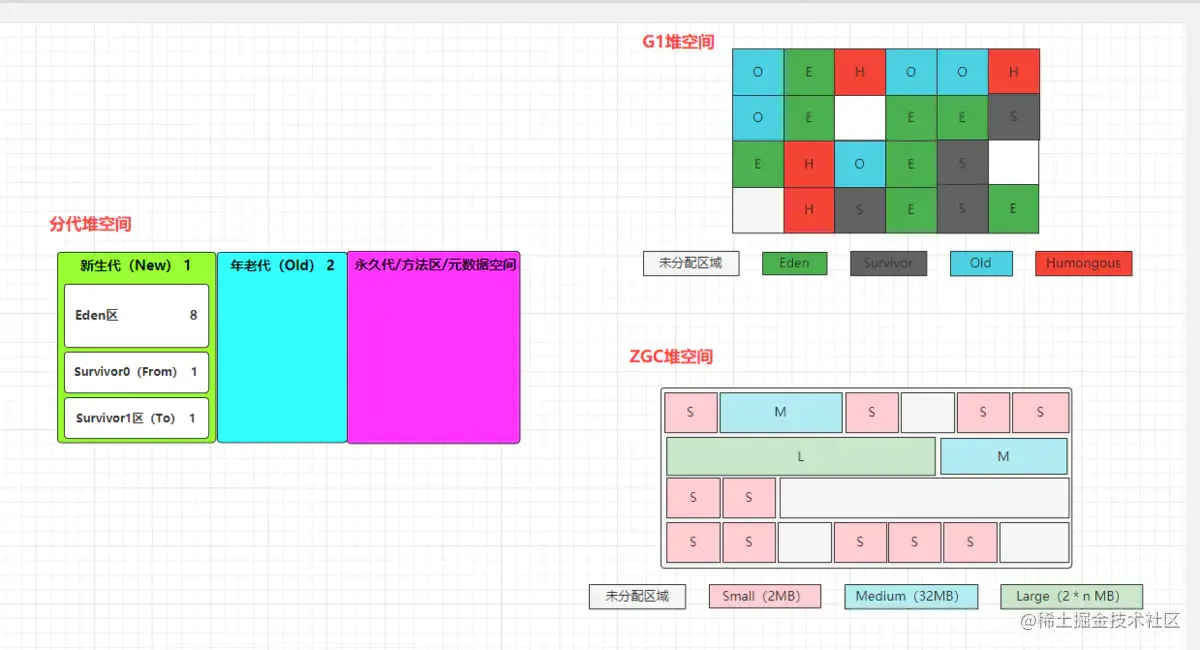 分代堆空间
新生代（New） 1
年老代（Old） 2
永久代/方法区/元数据空间
Eden区 8
Survivor0（From） 1
Survivor1区（To） 1
G1堆空间
O E H O O H
O E E E S
E H O E S
H S E S E
未分配区域 Eden Survivor Old Humongous
ZGC堆空间
S M S S S
L M
S S
S S S S S
未分配区域 Small（2MB） Medium（32MB） Large（2 * n MB）
@稀土掘金技术社区